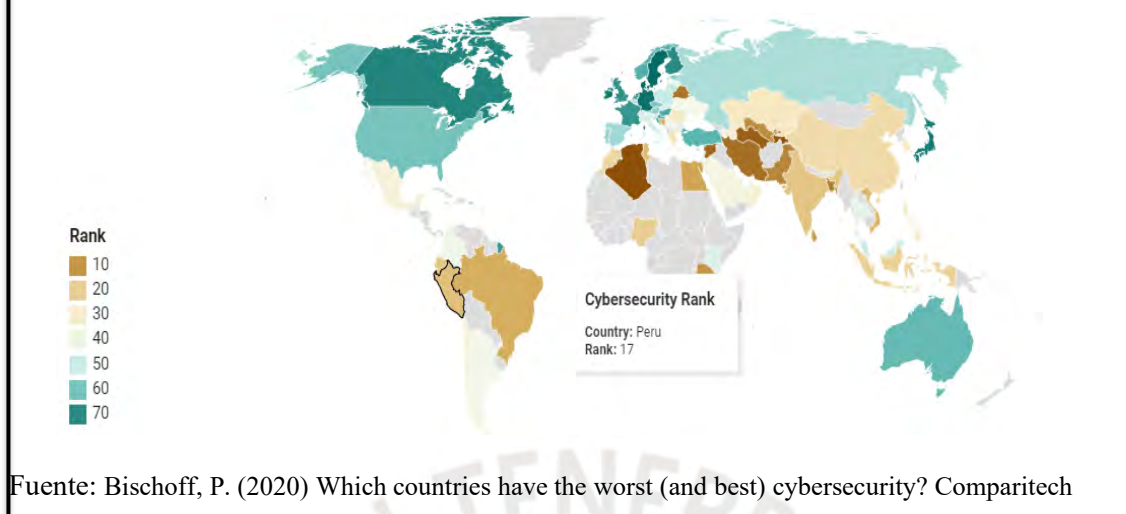 Rank
10
20
30
40
50
60
70
Cybersecurity Rank
Country: Peru
Rank: 17
Fuente: Bischoff, P. (2020) Which countries have the worst (and best) cybersecurity? Comparitech